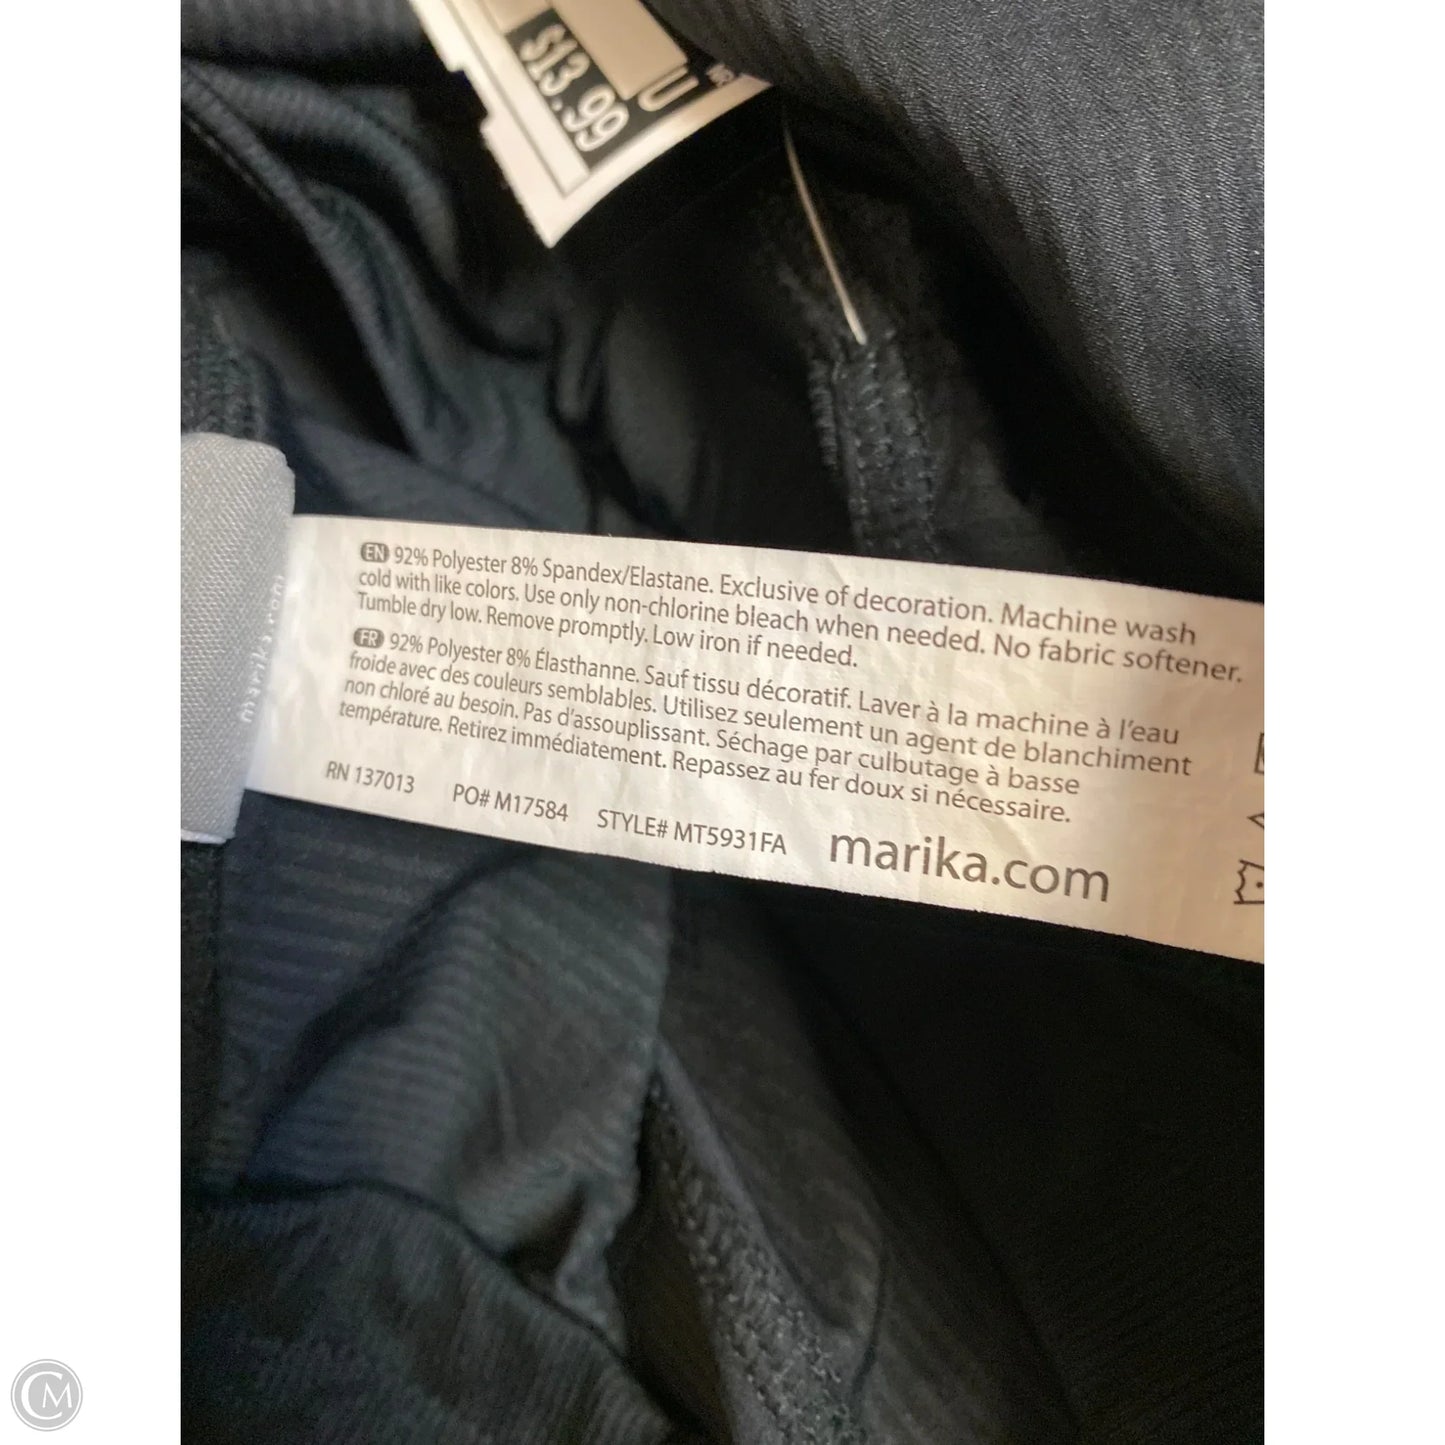 $13.99
U
EN 92% Polyester 8% Spandex/Elastane. Exclusive of decoration. Machine wash
cold with like colors. Use only non-chlorine bleach when needed. No fabric softener.
Tumble dry low. Remove promptly. Low iron if needed.
FR 92% Polyester 8% Élasthanne. Sauf tissu décoratif. Laver à la machine à l'eau
froide avec des couleurs semblables. Utilisez seulement un agent de blanchiment
non chloré au besoin. Pas d'assouplissant. Séchage par culbutage à basse
température. Retirez immédiatement. Repassez au fer doux si nécessaire.
RN 137013 PO# M17584 STYLE# MT5931FA marika.com
marika.com
CM